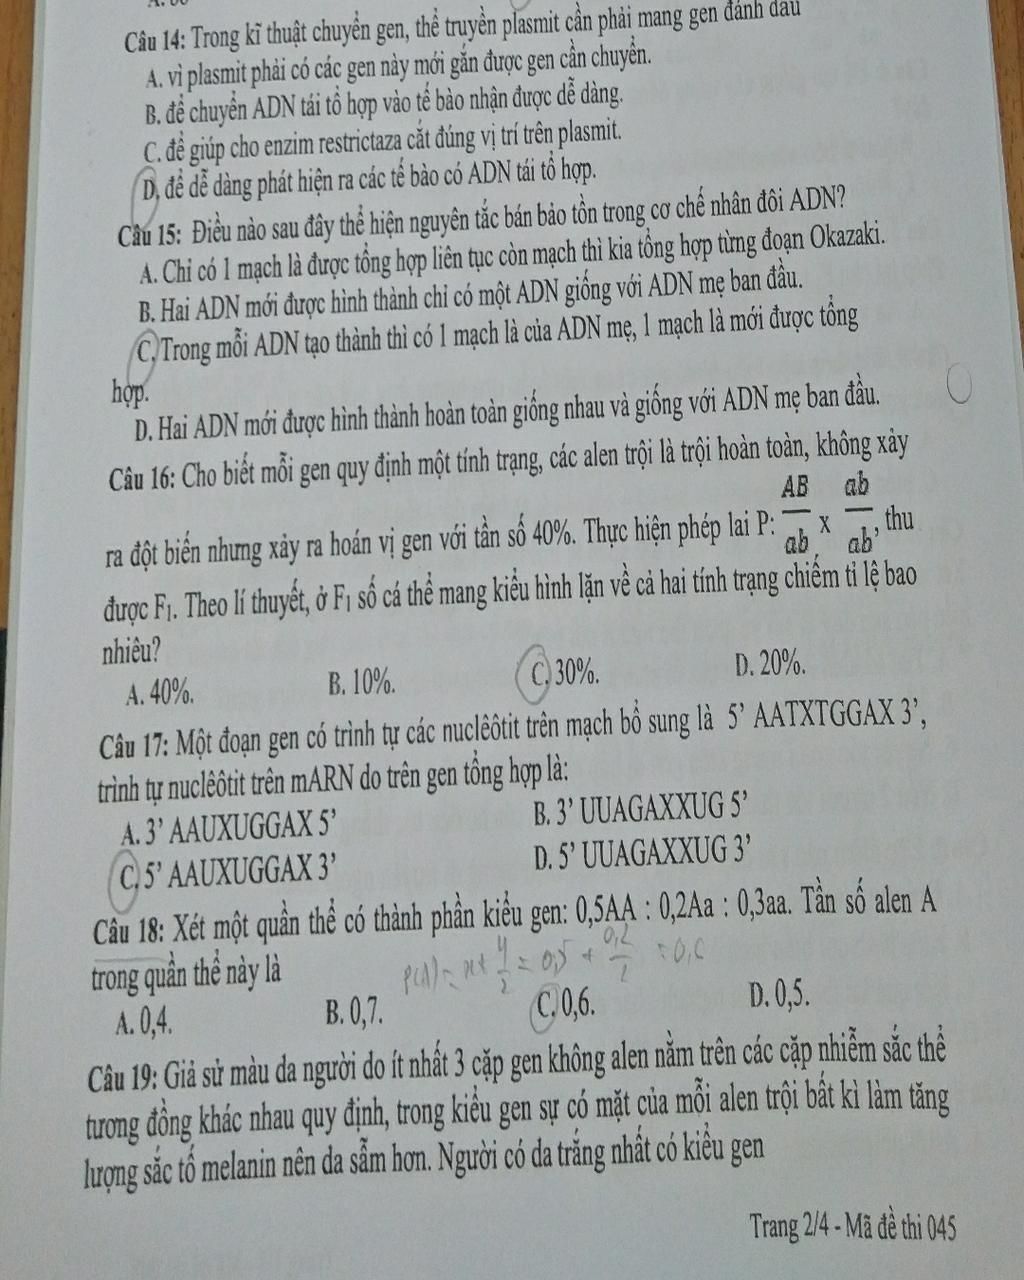 Câu 14: Trong kĩ thuật chuyển gen, thể truyền plasmit cần phải mang gen đánh dấu
A. vì plasmit phải có các gen này mới gắn được gen cần chuyển.
B. để chuyển ADN tái tổ hợp vào tế bào nhận được dễ dàng.
C. để giúp cho enzim restrictaza cắt đúng vị trí trên plasmit.
D. để dễ dàng phát hiện ra các tế bào có ADN tái tổ hợp.
Câu 15: Điều nào sau đây thể hiện nguyên tắc bán bảo tồn trong cơ chế nhân đôi ADN?
A. Chỉ có 1 mạch là được tổng hợp liên tục còn mạch thì kia tổng hợp từng đoạn Okazaki.
B. Hai ADN mới được hình thành chỉ có một ADN giống với ADN mẹ ban đầu.
C. Trong mỗi ADN tạo thành thì có 1 mạch là của ADN mẹ, 1 mạch là mới được tổng
hợp.
D. Hai ADN mới được hình thành hoàn toàn giống nhau và giống với ADN mẹ ban đầu.
Câu 16: Cho biết mỗi gen quy định một tính trạng, các alen trội là trội hoàn toàn, không xảy
ra đột biến nhưng xảy ra hoán vị gen với tần số 40%. Thực hiện phép lai P: AB/ab x ab/ab, thu
được F₁. Theo lí thuyết, ở F₁ số cá thể mang kiểu hình lặn về cả hai tính trạng chiếm tỉ lệ bao
nhiêu?
A. 40%. B. 10%. C. 30%. D. 20%.
Câu 17: Một đoạn gen có trình tự các nuclêôtit trên mạch bổ sung là 5’ AATXTGGAX 3’,
trình tự nuclêôtit trên mARN do trên gen tổng hợp là:
A. 3’ AAUXUGGAX 5’ B. 3’ UUAGAXXUG 5’
C. 5’ AAUXUGGAX 3’ D. 5’ UUAGAXXUG 3’
Câu 18: Xét một quần thể có thành phần kiểu gen: 0,5AA : 0,2Aa : 0,3aa. Tần số alen A
trong quần thể này là
P(A) = x + y/2 = 0,5 + 0,2/2 = 0,6
A. 0,4. B. 0,7. C. 0,6. D. 0,5.
Câu 19: Giả sử màu da người do ít nhất 3 cặp gen không alen nằm trên các cặp nhiễm sắc thể
tương đồng khác nhau quy định, trong kiểu gen sự có mặt của mỗi alen trội bất kì làm tăng
lượng sắc tố melanin nên da sẫm hơn. Người có da trắng nhất có kiểu gen
Trang 2/4 - Mã đề thi 045